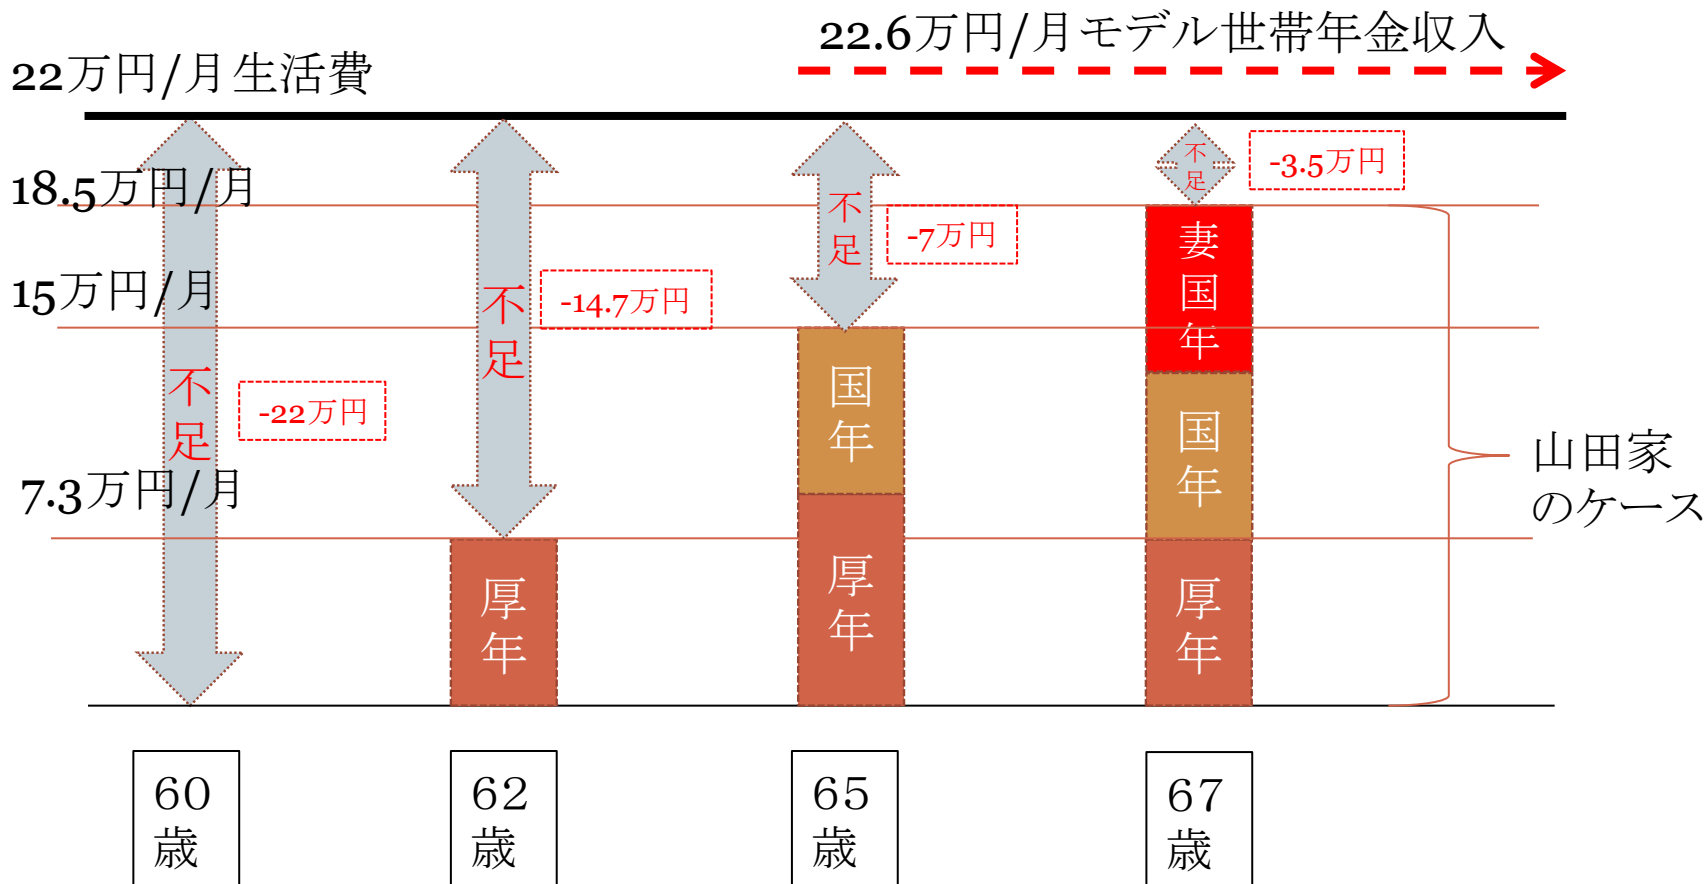 22.6万円/月モデル世帯年金収入
22万円/月生活費
18.5万円/月
15万円/月
7.3万円/月
不足
-22万円
不足
-14.7万円
不足
-7万円
不足
-3.5万円
厚年
国年
厚年
妻国年
国年
厚年
山田家
のケース
60
歳
62
歳
65
歳
67
歳